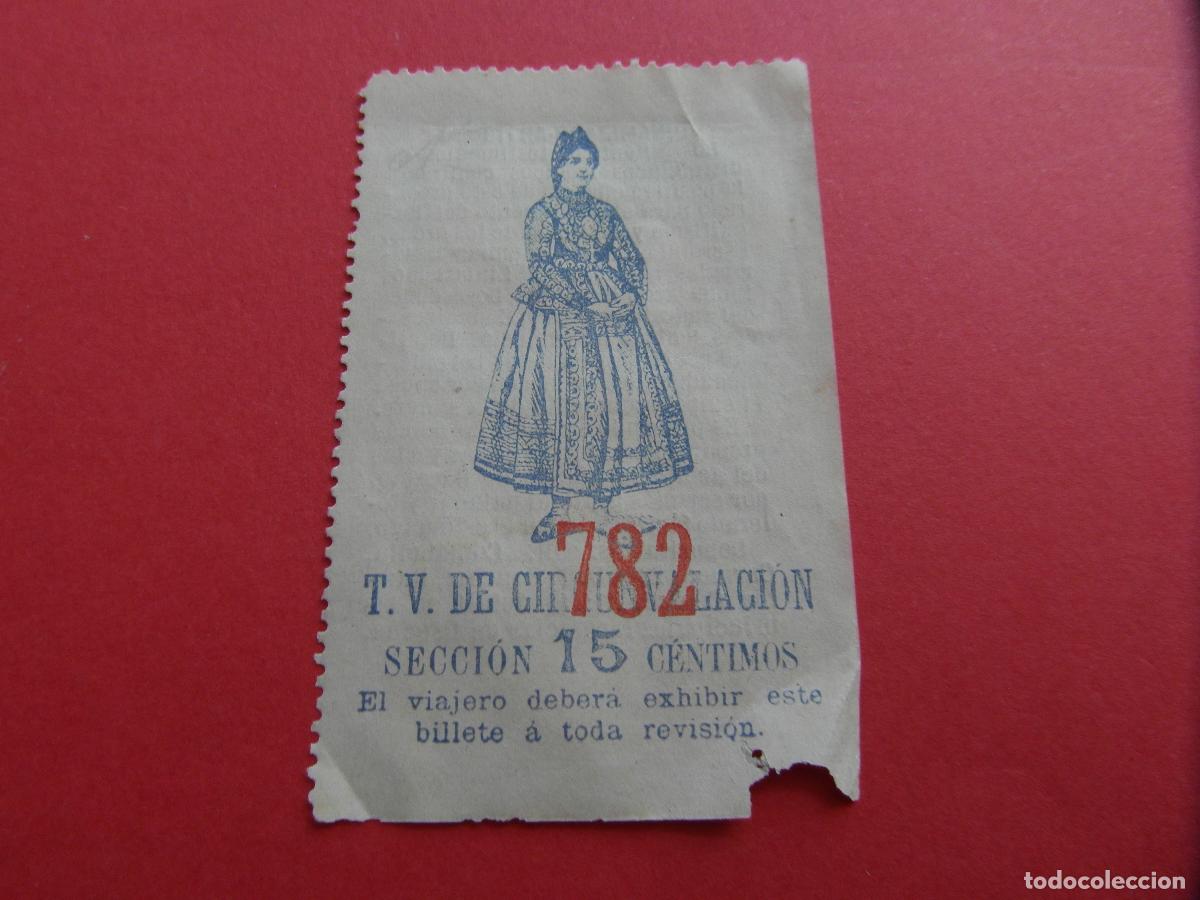 782
T. V. DE CIRCUNVALACIÓN
SECCIÓN 15 CÉNTIMOS
El viajero deberá exhibir este
billete á toda revisión.
todocoleccion